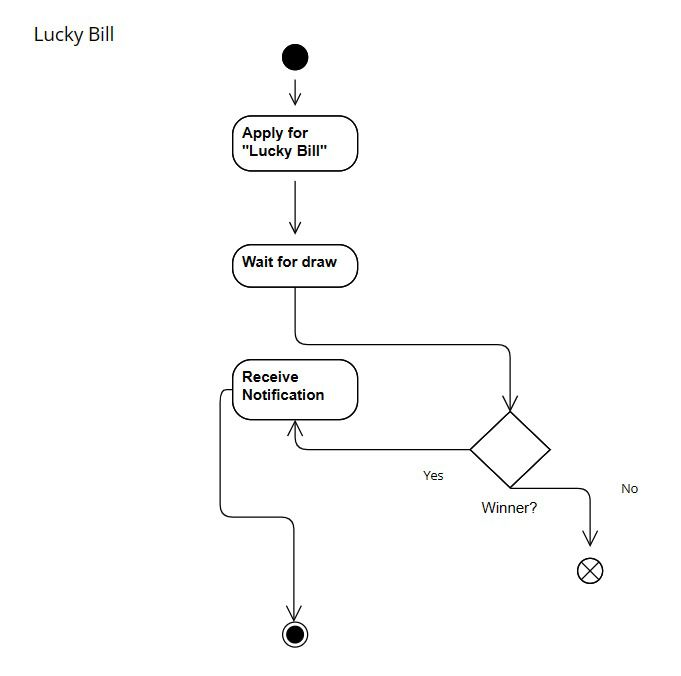 Lucky Bill
Apply for
"Lucky Bill"
Wait for draw
Receive
Notification
Yes
No
Winner?